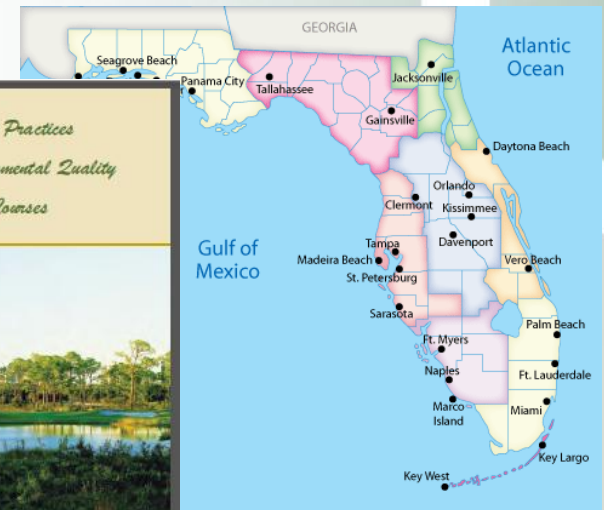 GEORGIA
Atlantic
Ocean
Seagrove Beach
Panama City
Tallahassee
Jacksonville
Gainsville
Practices
mental Quality
Courses
Daytona Beach
Orlando
Clermont
Kissimmee
Tampa
Davenport
Madeira Beach
St. Petersburg
Gulf of
Mexico
Vero Beach
Sarasota
Palm Beach
Ft. Myers
Naples
Ft. Lauderdale
Marco
Island
Miami
Key Largo
Key West